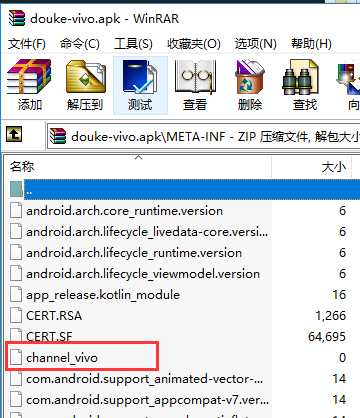 douke-vivo.apk - WinRAR
文件(F) 命令(C) 工具(S) 收藏夹(O) 选项(N) 帮助(H)
添加 解压到 测试 查看 删除 查找 向
douke-vivo.apk\META-INF - ZIP 压缩文件, 解包大小
名称 大小
..
android.arch.core_runtime.version 6
android.arch.lifecycle_livedata-core.versi... 6
android.arch.lifecycle_runtime.version 6
android.arch.lifecycle_viewmodel.version 6
app_release.kotlin_module 16
CERT.RSA 1,266
CERT.SF 64,695
channel_vivo 0
com.android.support_animated-vector-... 6
com.android.support_appcompat-v7.ver... 6